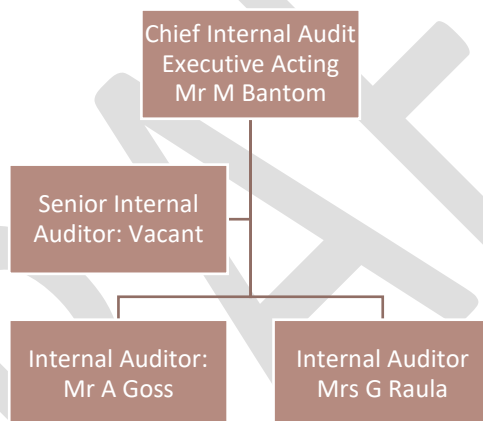 Chief Internal Audit
Executive Acting
Mr M Bantom
Senior Internal
Auditor: Vacant
Internal Auditor:
Mr A Goss
Internal Auditor
Mrs G Raula